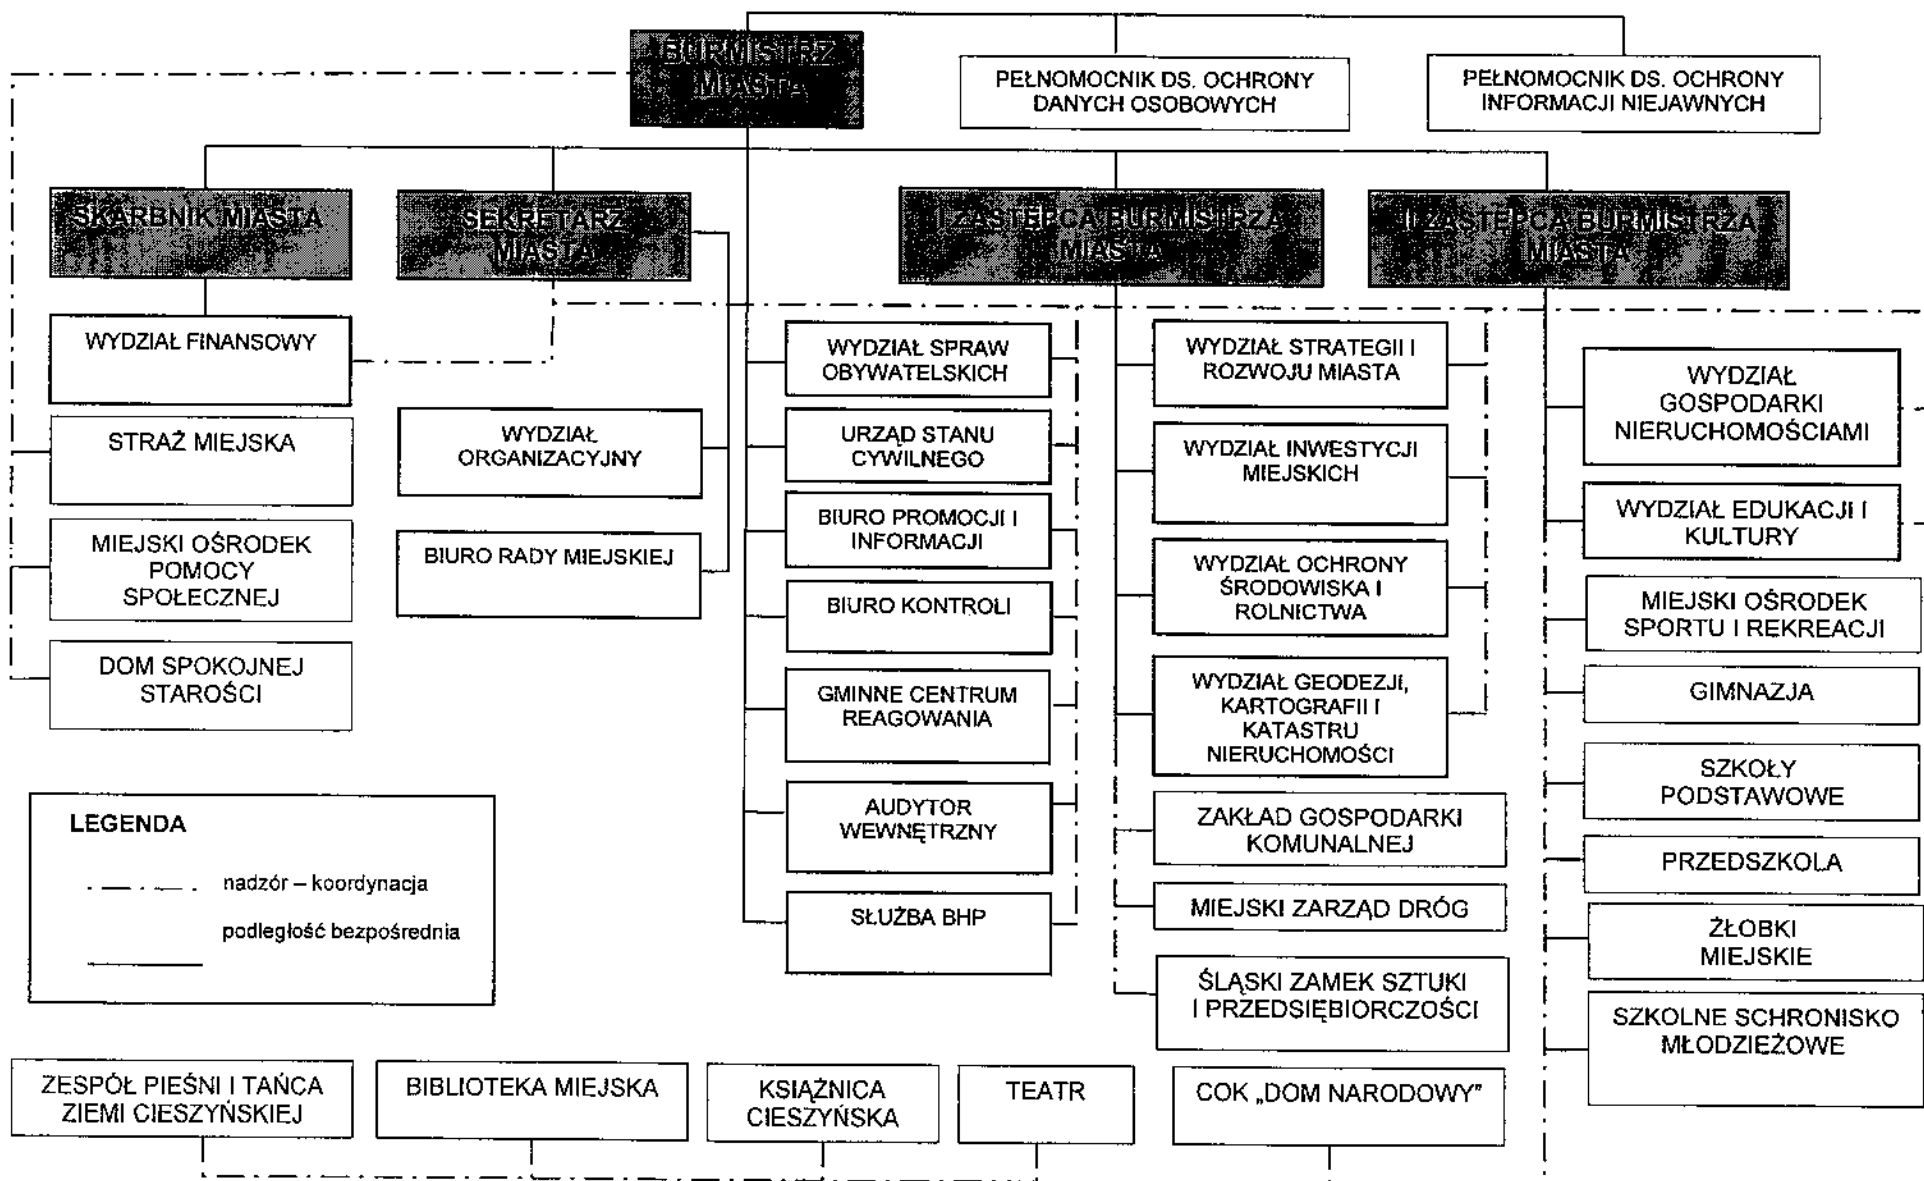 BURMISTRZ
MIASTA
PEŁNOMOCNIK DS. OCHRONY
DANYCH OSOBOWYCH
PEŁNOMOCNIK DS. OCHRONY
INFORMACJI NIEJAWNYCH
SKARBNIK MIASTA
SEKRETARZ
MIASTA
I ZASTĘPCA BURMISTRZA
MIASTA
II ZASTĘPCA BURMISTRZA
MIASTA
WYDZIAŁ FINANSOWY
STRAŻ MIEJSKA
MIEJSKI OŚRODEK
POMOCY
SPOŁECZNEJ
DOM SPOKOJNEJ
STAROŚCI
WYDZIAŁ
ORGANIZACYJNY
BIURO RADY MIEJSKIEJ
WYDZIAŁ SPRAW
OBYWATELSKICH
URZĄD STANU
CYWILNEGO
BIURO PROMOCJI I
INFORMACJI
BIURO KONTROLI
GMINNE CENTRUM
REAGOWANIA
AUDYTOR
WEWNĘTRZNY
SŁUŻBA BHP
WYDZIAŁ STRATEGII I
ROZWOJU MIASTA
WYDZIAŁ INWESTYCJI
MIEJSKICH
WYDZIAŁ OCHRONY
ŚRODOWISKA I
ROLNICTWA
WYDZIAŁ GEODEZJI,
KARTOGRAFII I
KATASTRU
NIERUCHOMOŚCI
ZAKŁAD GOSPODARKI
KOMUNALNEJ
MIEJSKI ZARZĄD DRÓG
ŚLĄSKI ZAMEK SZTUKI
I PRZEDSIĘBIORCZOŚCI
WYDZIAŁ
GOSPODARKI
NIERUCHOMOŚCIAMI
WYDZIAŁ EDUKACJI I
KULTURY
MIEJSKI OŚRODEK
SPORTU I REKREACJI
GIMNAZJA
SZKOŁY
PODSTAWOWE
PRZEDSZKOLA
ŻŁOBKI
MIEJSKIE
SZKOLNE SCHRONISKO
MŁODZIEŻOWE
LEGENDA
nadzór – koordynacja
podległość bezpośrednia
ZESPÓŁ PIEŚNI I TAŃCA
ZIEMI CIESZYŃSKIEJ
BIBLIOTEKA MIEJSKA
KSIĄŻNICA
CIESZYŃSKA
TEATR
COK „DOM NARODOWY”